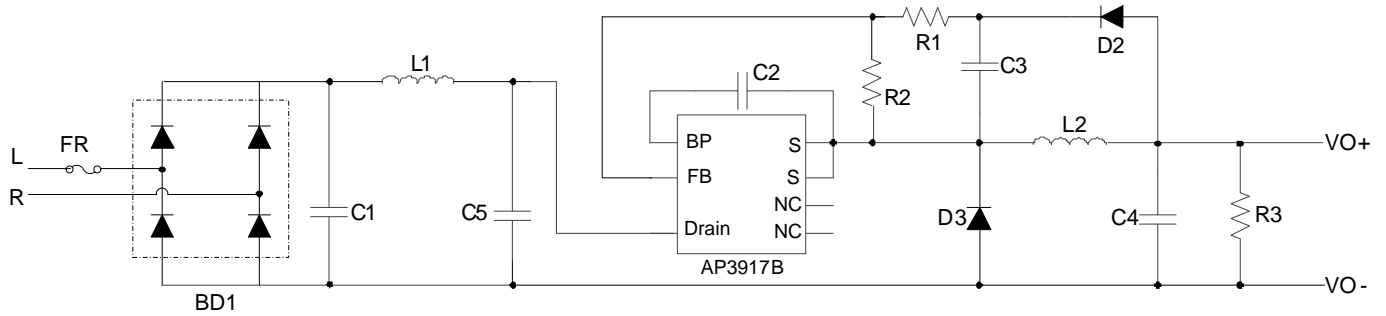 R1
D2
L1
C2
R2
C3
FR
L
R
BP
S
FB
S
NC
Drain
NC
AP3917B
L2
VO+
C1
C5
D3
C4
R3
BD1
VO-